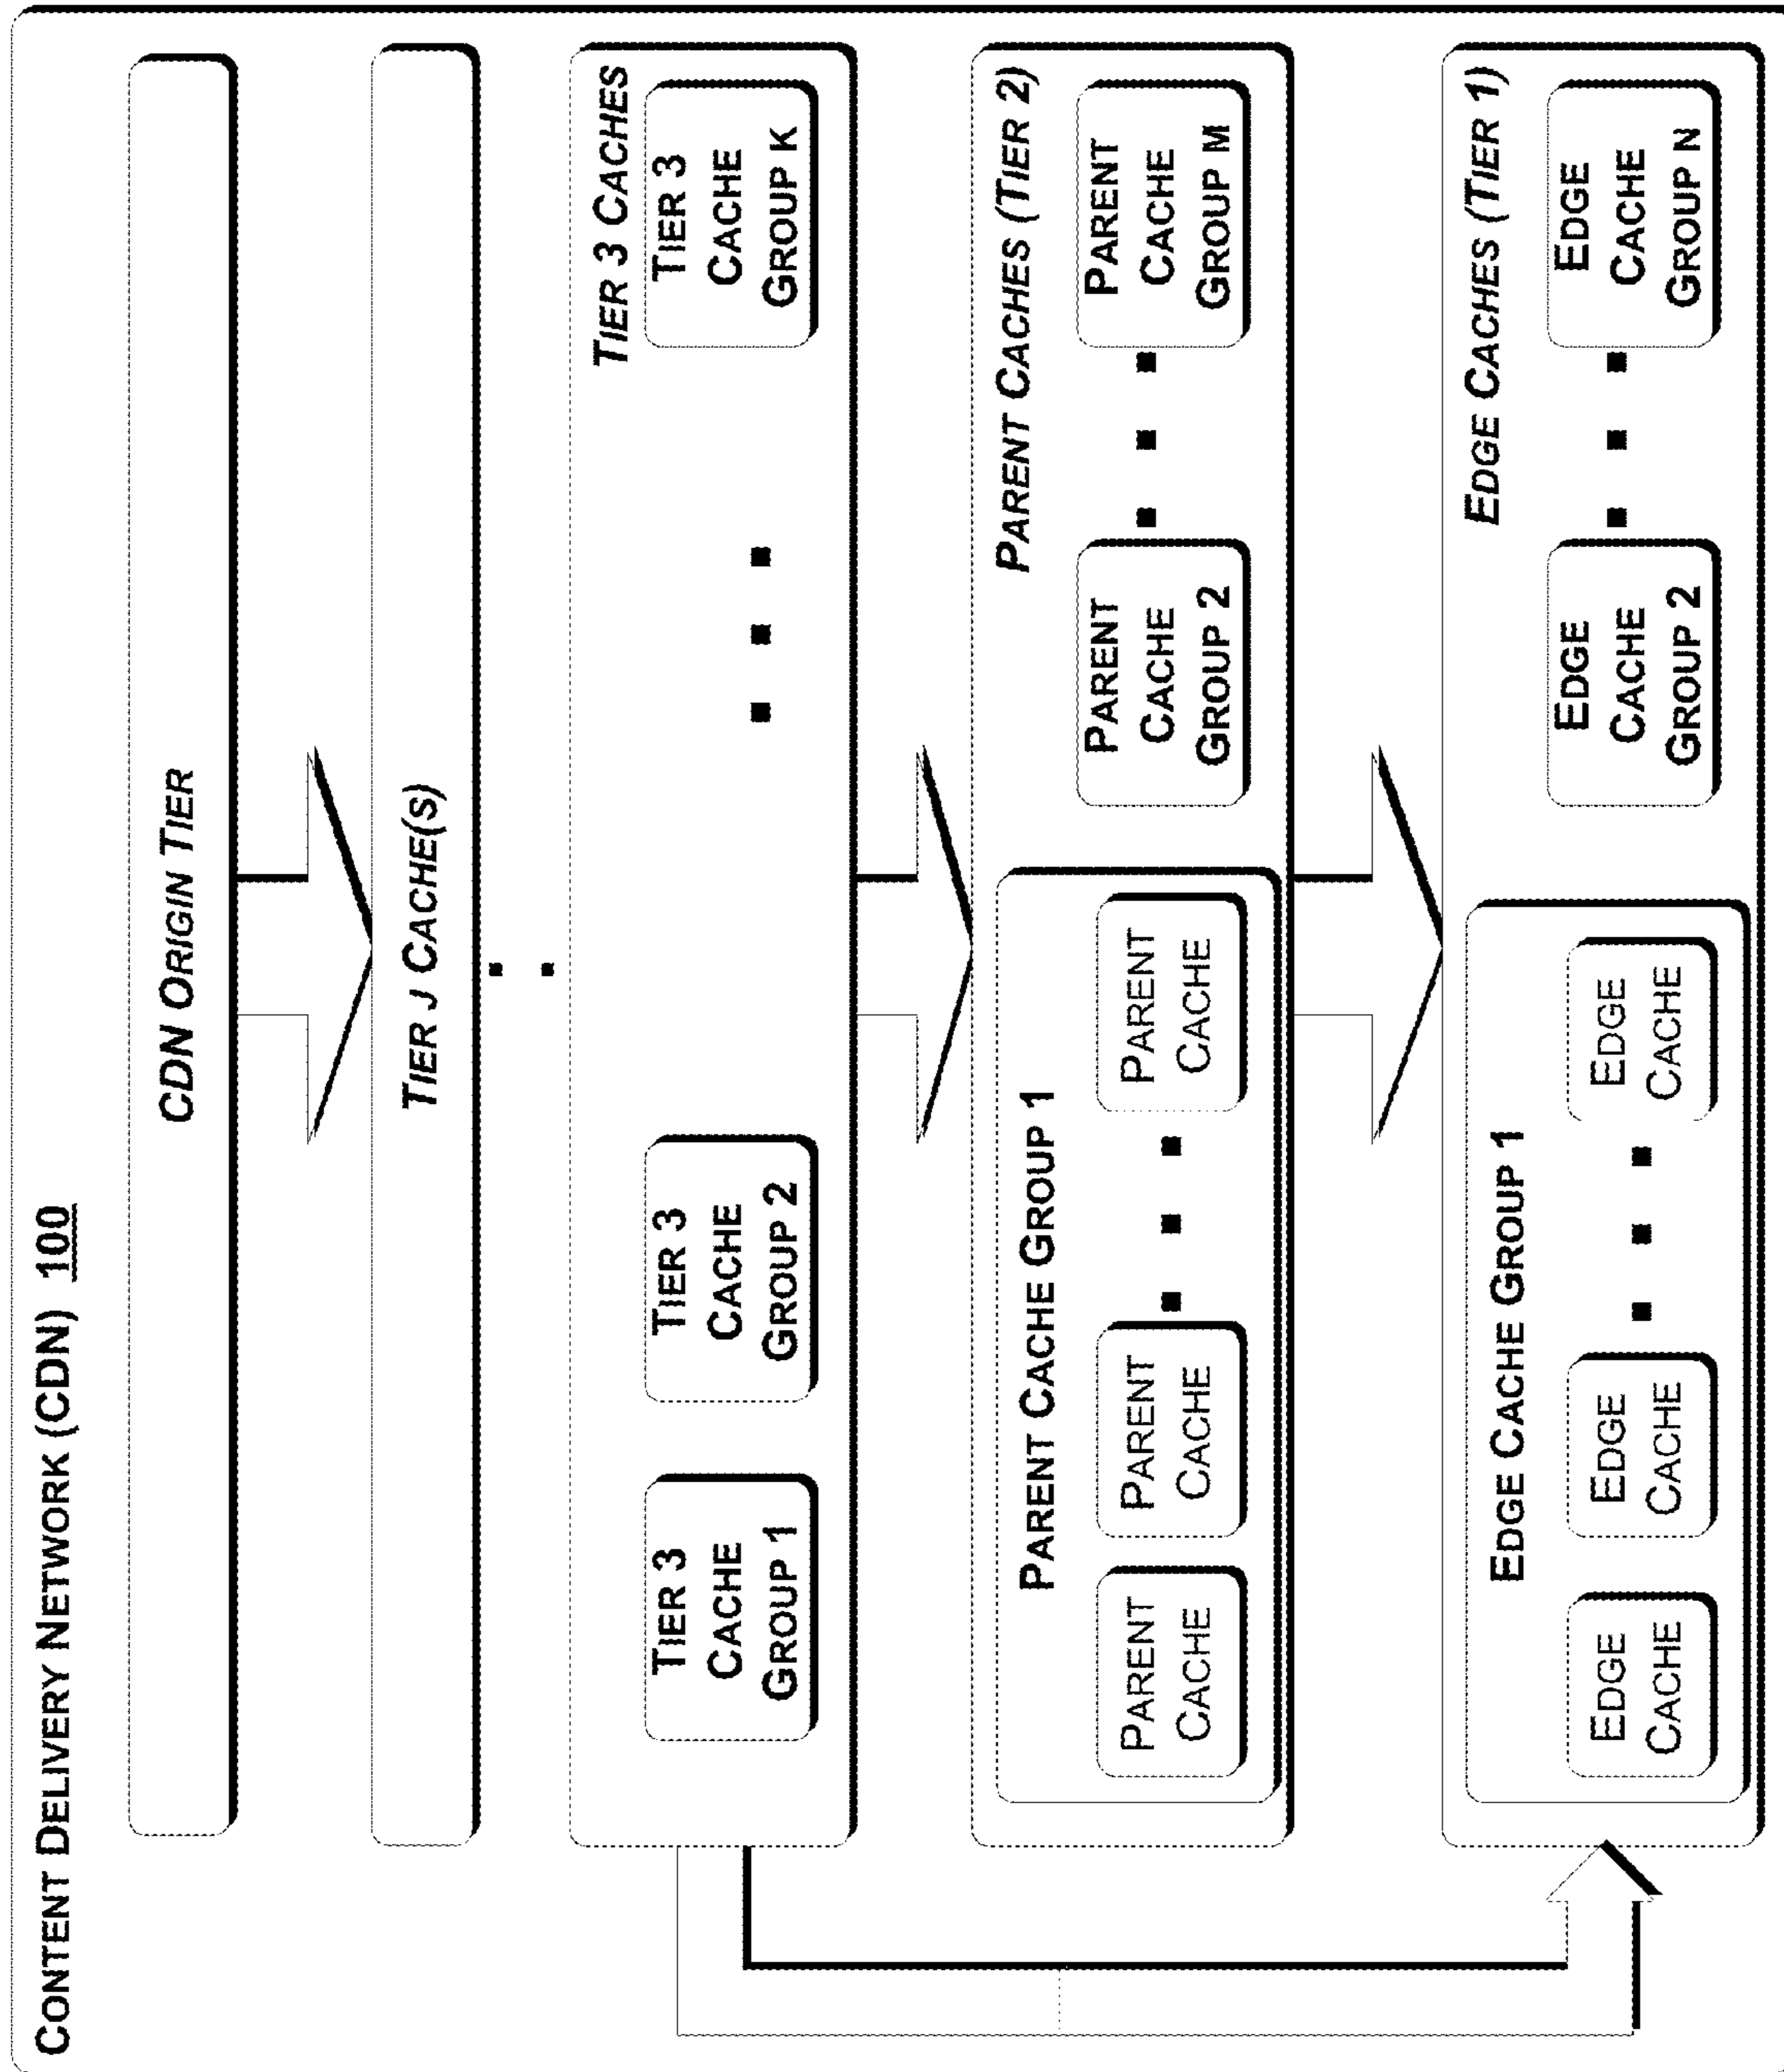 CONTENT DELIVERY NETWORK (CDN) 100
CDN ORIGIN TIER
TIER J CACHE(S)
TIER 3 CACHES
TIER 3
CACHE
GROUP 1
TIER 3
CACHE
GROUP 2
TIER 3
CACHE
GROUP K
PARENT CACHES (TIER 2)
PARENT CACHE GROUP 1
PARENT
CACHE
PARENT
CACHE
PARENT
CACHE
PARENT
CACHE
GROUP 2
PARENT
CACHE
GROUP M
EDGE CACHES (TIER 1)
EDGE CACHE GROUP 1
EDGE
CACHE
EDGE
CACHE
EDGE
CACHE
EDGE
CACHE
GROUP 2
EDGE
CACHE
GROUP N